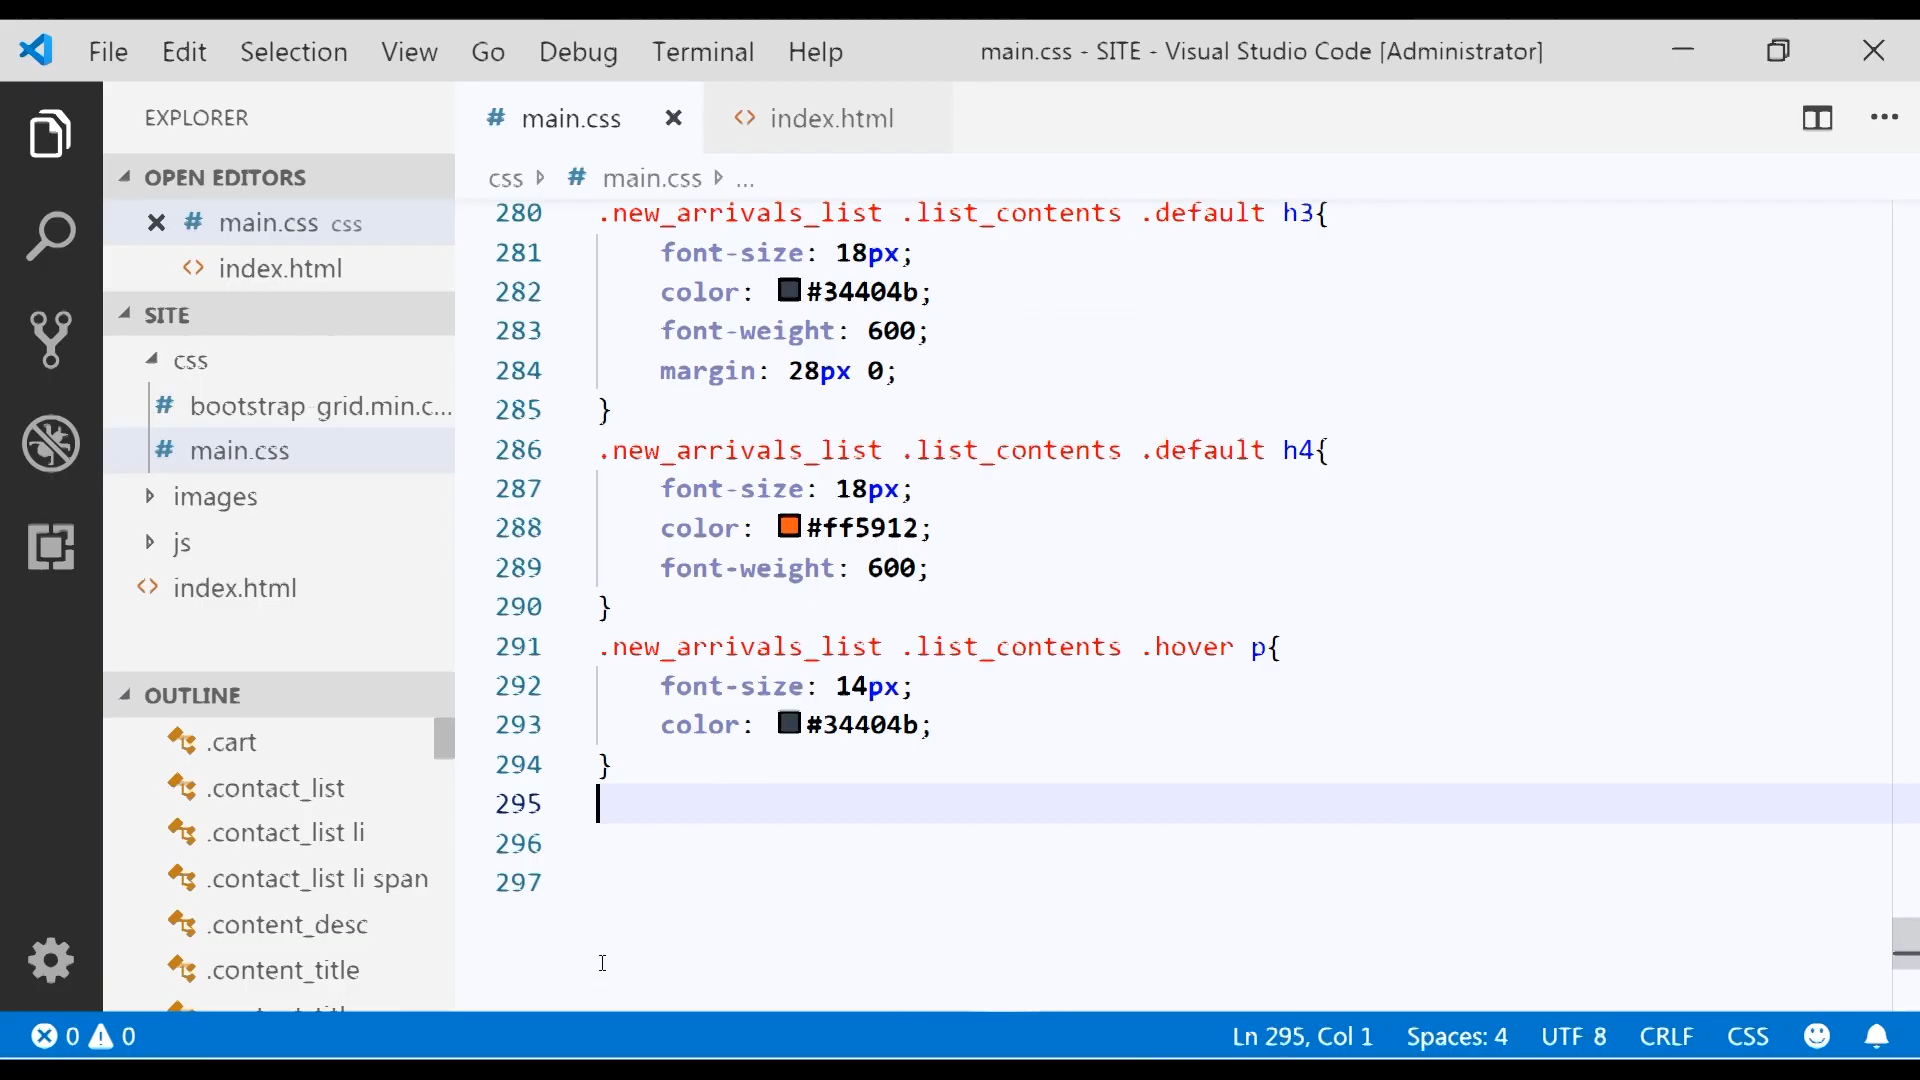 File Edit Selection View Go Debug Terminal Help main.css - SITE - Visual Studio Code [Administrator]
EXPLORER
OPEN EDITORS
main.css css
index.html
SITE
css
bootstrap-grid.min.c...
main.css
images
js
index.html
OUTLINE
.cart
.contact_list
.contact_list li
.contact_list li span
.content_desc
.content_title
# main.css index.html
css # main.css ...
280 .new_arrivals_list .list_contents .default h3{
281 font-size: 18px;
282 color: #34404b;
283 font-weight: 600;
284 margin: 28px 0;
285 }
286 .new_arrivals_list .list_contents .default h4{
287 font-size: 18px;
288 color: #ff5912;
289 font-weight: 600;
290 }
291 .new_arrivals_list .list_contents .hover p{
292 font-size: 14px;
293 color: #34404b;
294 }
295
296
297
0 0 Ln 295, Col 1 Spaces: 4 UTF 8 CRLF CSS